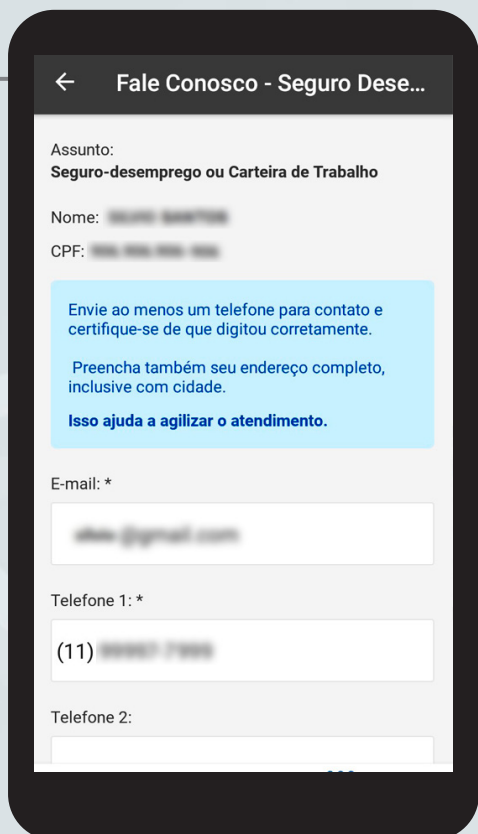 Fale Conosco - Seguro Dese...
Assunto:
Seguro-desemprego ou Carteira de Trabalho
Nome:
CPF:
Envie ao menos um telefone para contato e
certifique-se de que digitou corretamente.
Preencha também seu endereço completo,
inclusive com cidade.
Isso ajuda a agilizar o atendimento.
E-mail: *
@gmail.com
Telefone 1: *
(11)
Telefone 2: